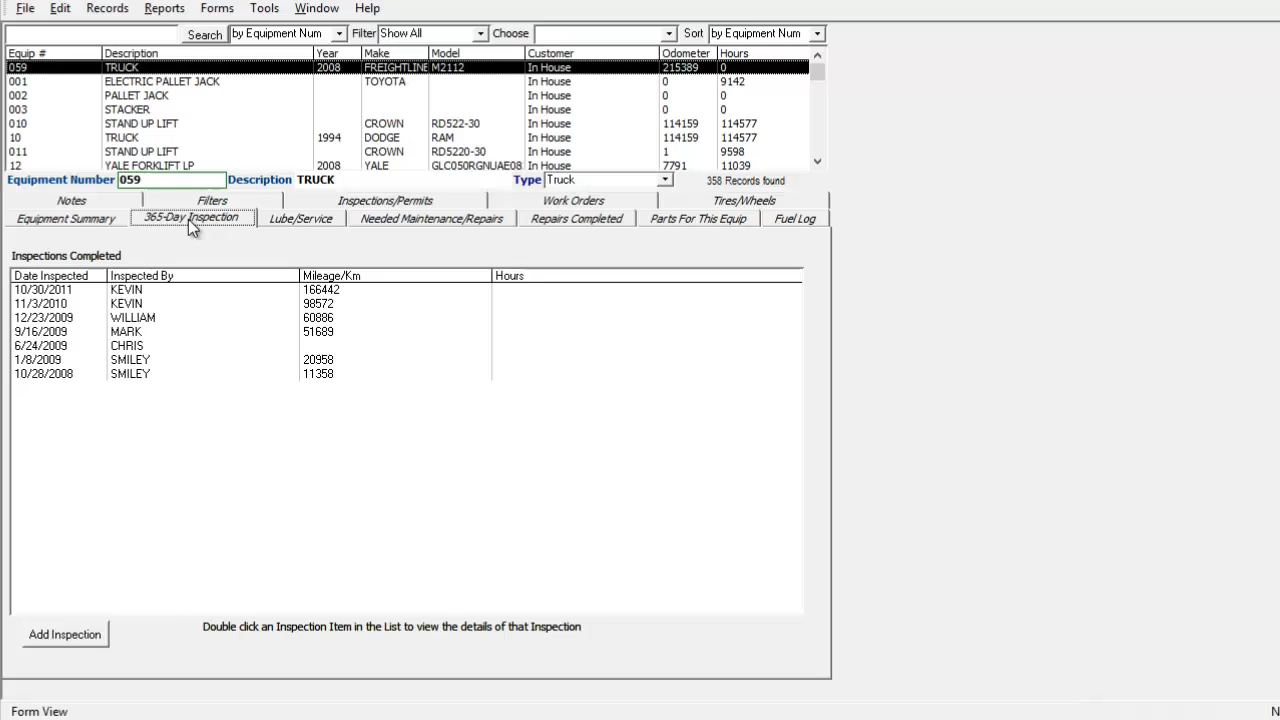 File Edit Records Reports Forms Tools Window Help
Search by Equipment Num Filter Show All Choose Sort by Equipment Num
Equip # Description Year Make Model Customer Odometer Hours
059 TRUCK 2008 FREIGHTLINE M2112 In House 215389 0
001 ELECTRIC PALLET JACK TOYOTA In House 0 9142
002 PALLET JACK In House 0 0
003 STACKER In House 0 0
010 STAND UP LIFT CROWN RD522-30 In House 114159 114577
10 TRUCK 1994 DODGE RAM In House 114159 114577
011 STAND UP LIFT CROWN RD5220-30 In House 1 9598
12 YALE FORKLIFT LP 2008 YALE GLC050RGNUAE08 In House 7791 11039
Equipment Number 059 Description TRUCK Type Truck 358 Records found
Notes Filters Inspections/Permits Work Orders Tires/Wheels
Equipment Summary 365-Day Inspection Lube/Service Needed Maintenance/Repairs Repairs Completed Parts For This Equip Fuel Log
Inspections Completed
Date Inspected Inspected By Mileage/Km Hours
10/30/2011 KEVIN 166442
11/3/2010 KEVIN 98572
12/23/2009 WILLIAM 60886
9/16/2009 MARK 51689
6/24/2009 CHRIS
1/8/2009 SMILEY 20958
10/28/2008 SMILEY 11358
Add Inspection Double click an Inspection Item in the List to view the details of that Inspection
Form View N